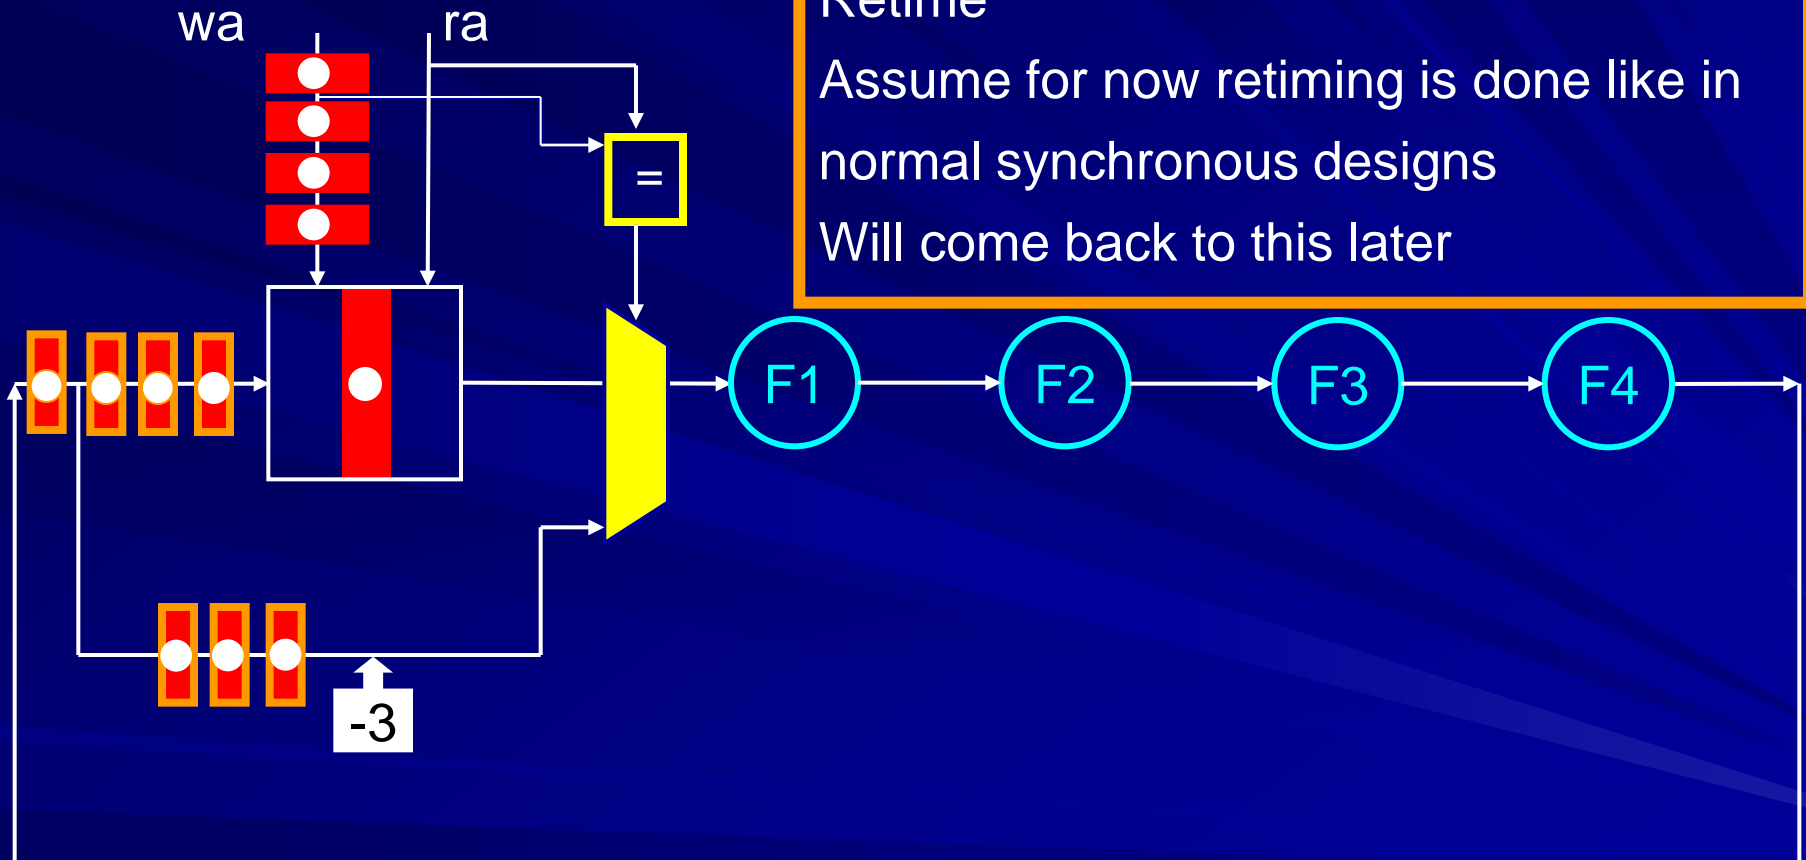 wa ra
Retime
Assume for now retiming is done like in
normal synchronous designs
Will come back to this later
=
F1 F2 F3 F4
-3